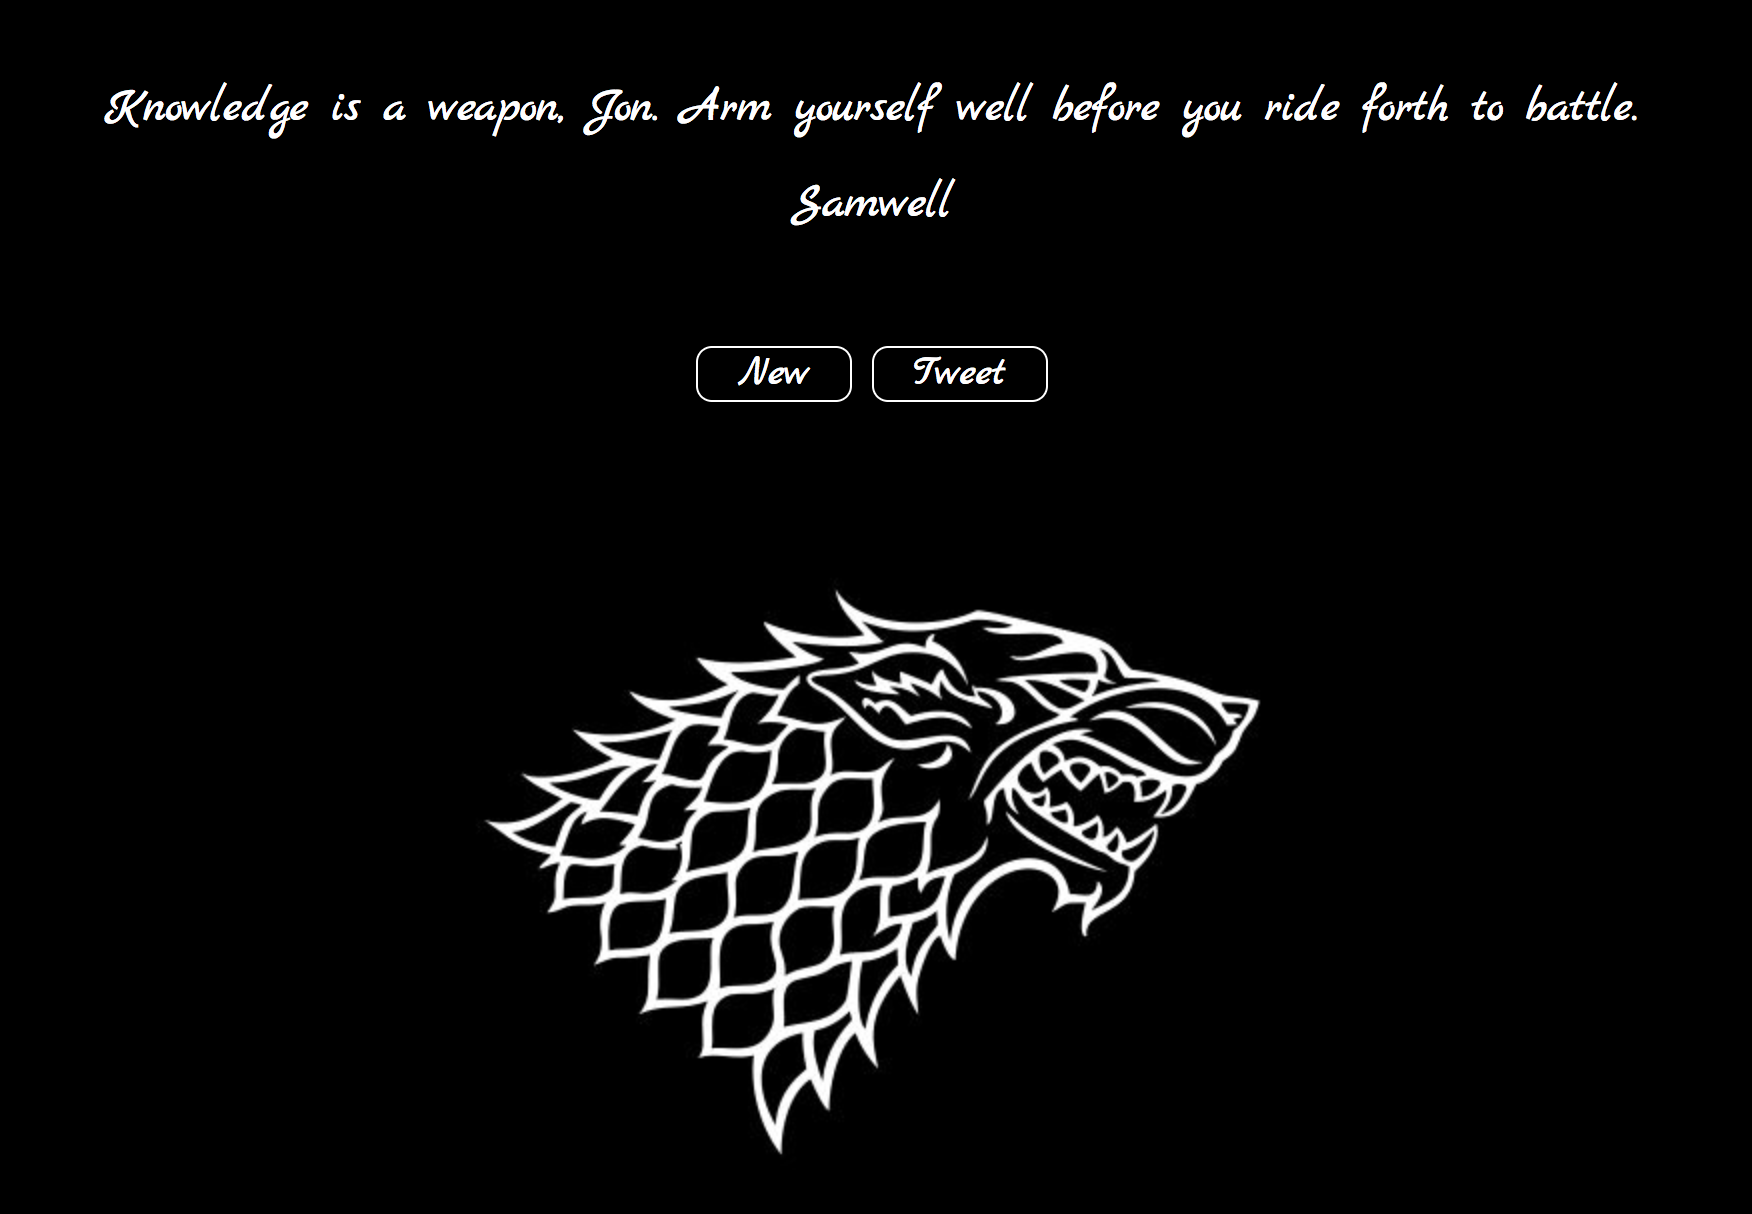 Knowledge is a weapon, Jon. Arm yourself well before you ride forth to battle.
Samwell
New
Tweet